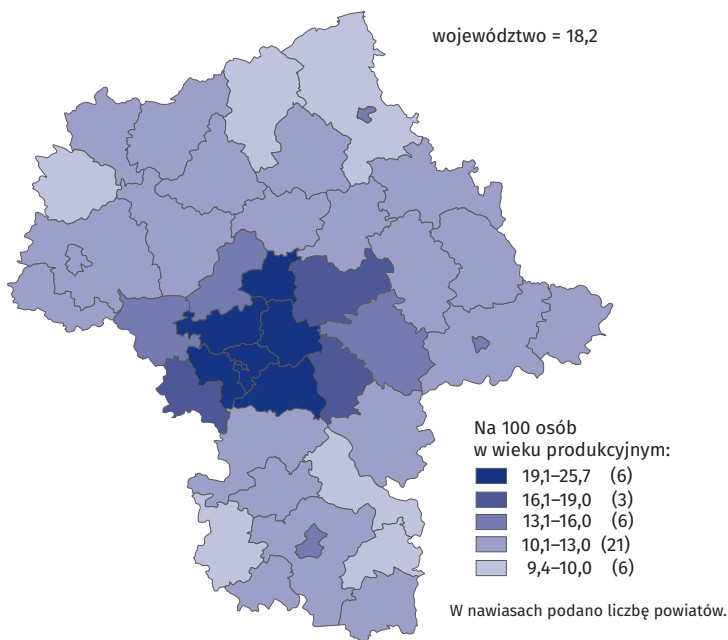 województwo = 18,2
Na 100 osób
w wieku produkcyjnym:
19,1–25,7 (6)
16,1–19,0 (3)
13,1–16,0 (6)
10,1–13,0 (21)
9,4–10,0 (6)
W nawiasach podano liczbę powiatów.